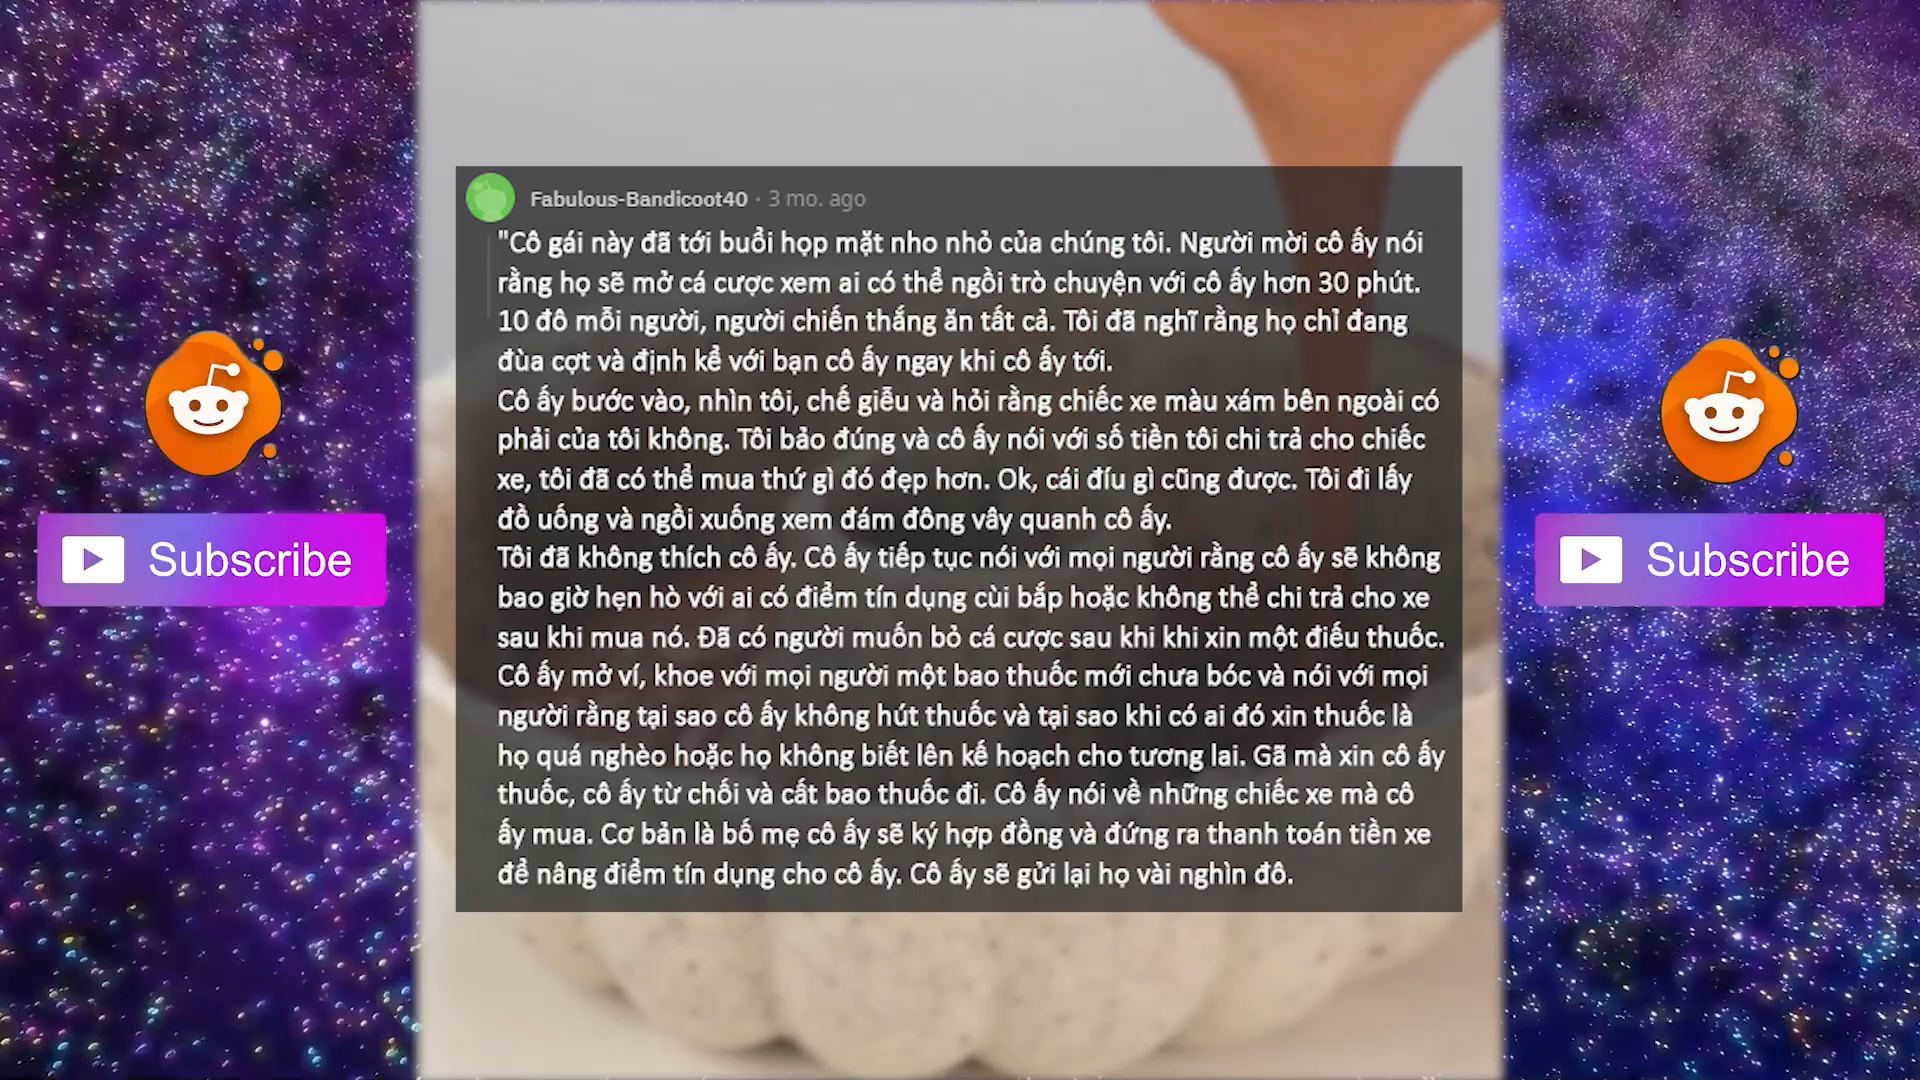 Fabulous-Bandicoot40 · 3 mo. ago
"Cô gái này đã tới buổi họp mặt nho nhỏ của chúng tôi. Người mời cô ấy nói
rằng họ sẽ mở cá cược xem ai có thể ngồi trò chuyện với cô ấy hơn 30 phút.
10 đô mỗi người, người chiến thắng ăn tất cả. Tôi đã nghĩ rằng họ chỉ đang
đùa cợt và định kể với bạn cô ấy ngay khi cô ấy tới.
Cô ấy bước vào, nhìn tôi, chế giễu và hỏi rằng chiếc xe màu xám bên ngoài có
phải của tôi không. Tôi bảo đúng và cô ấy nói với số tiền tôi chi trả cho chiếc
xe, tôi đã có thể mua thứ gì đó đẹp hơn. Ok, cái đíu gì cũng được. Tôi đi lấy
đồ uống và ngồi xuống xem đám đông vây quanh cô ấy.
Tôi đã không thích cô ấy. Cô ấy tiếp tục nói với mọi người rằng cô ấy sẽ không
bao giờ hẹn hò với ai có điểm tín dụng cùi bắp hoặc không thể chi trả cho xe
sau khi mua nó. Đã có người muốn bỏ cá cược sau khi khi xin một điếu thuốc.
Cô ấy mở ví, khoe với mọi người một bao thuốc mới chưa bóc và nói với mọi
người rằng tại sao cô ấy không hút thuốc và tại sao khi có ai đó xin thuốc là
họ quá nghèo hoặc họ không biết lên kế hoạch cho tương lai. Gã mà xin cô ấy
thuốc, cô ấy từ chối và cất bao thuốc đi. Cô ấy nói về những chiếc xe mà cô
ấy mua. Cơ bản là bố mẹ cô ấy sẽ ký hợp đồng và đứng ra thanh toán tiền xe
để nâng điểm tín dụng cho cô ấy. Cô ấy sẽ gửi lại họ vài nghìn đô.
Subscribe
Subscribe